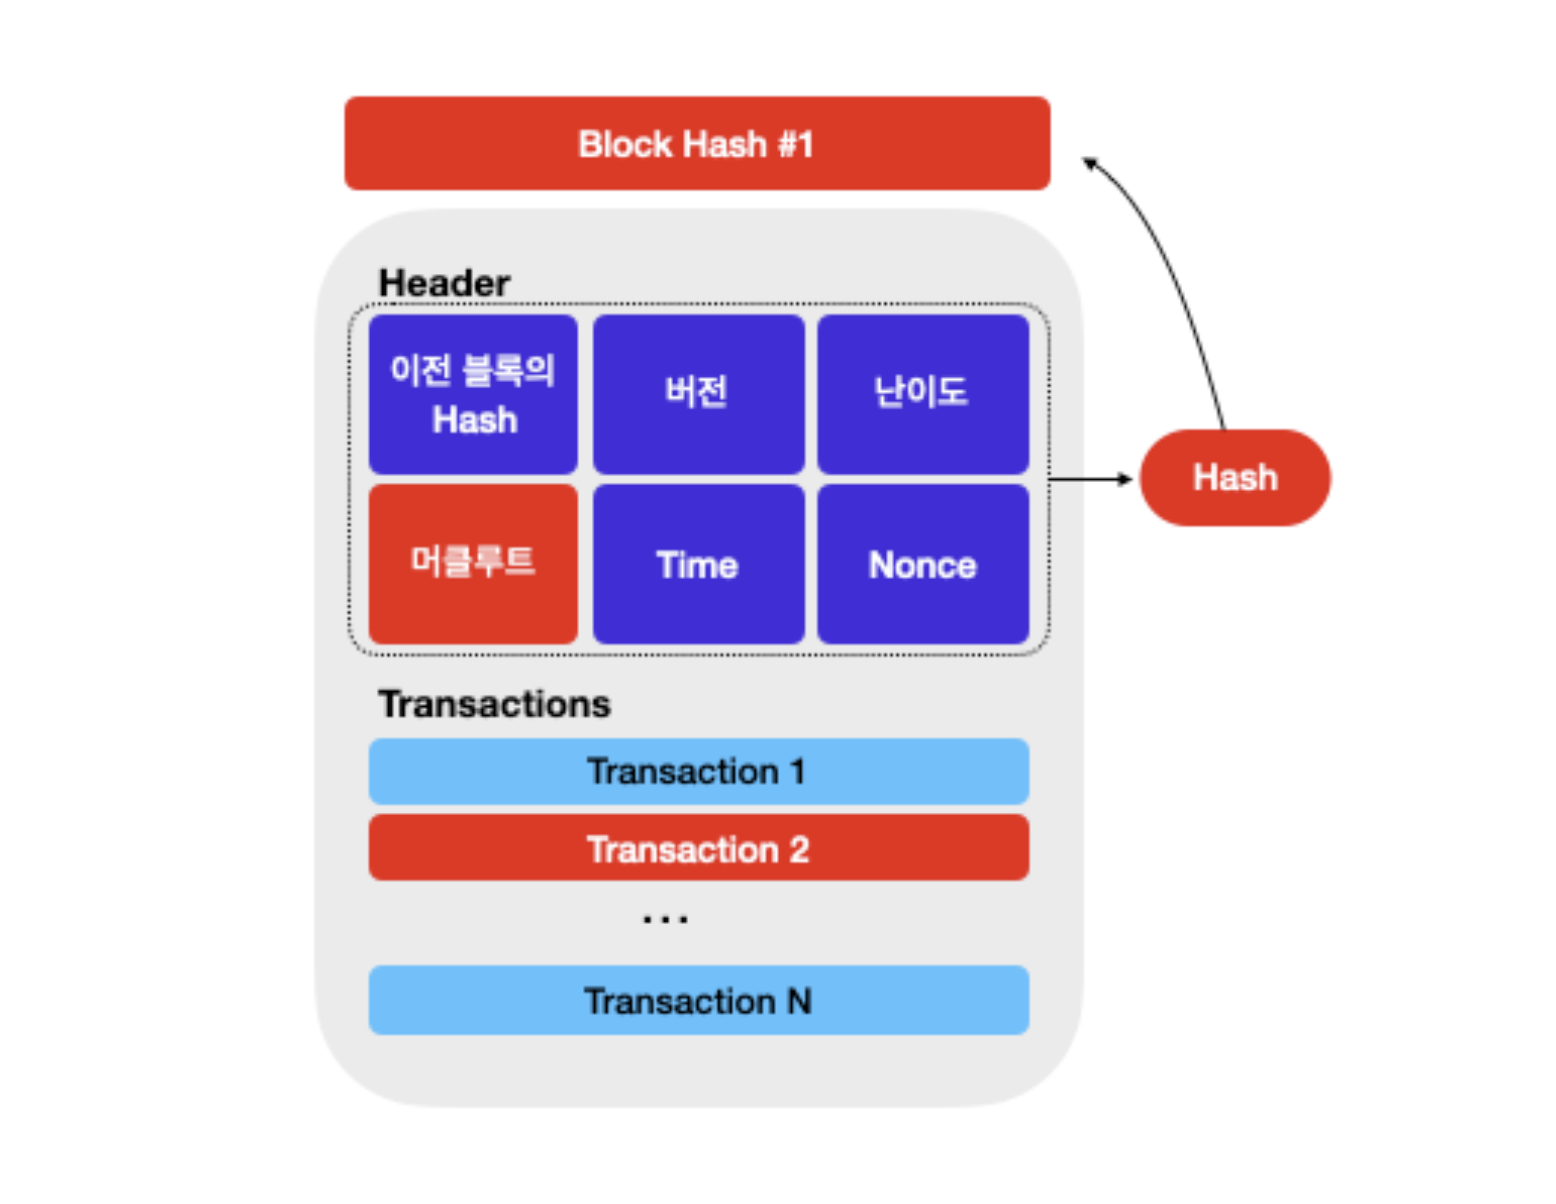 Block Hash #1
Header
이전 블록의
Hash
버전
난이도
머클루트
Time
Nonce
Hash
Transactions
Transaction 1
Transaction 2
...
Transaction N